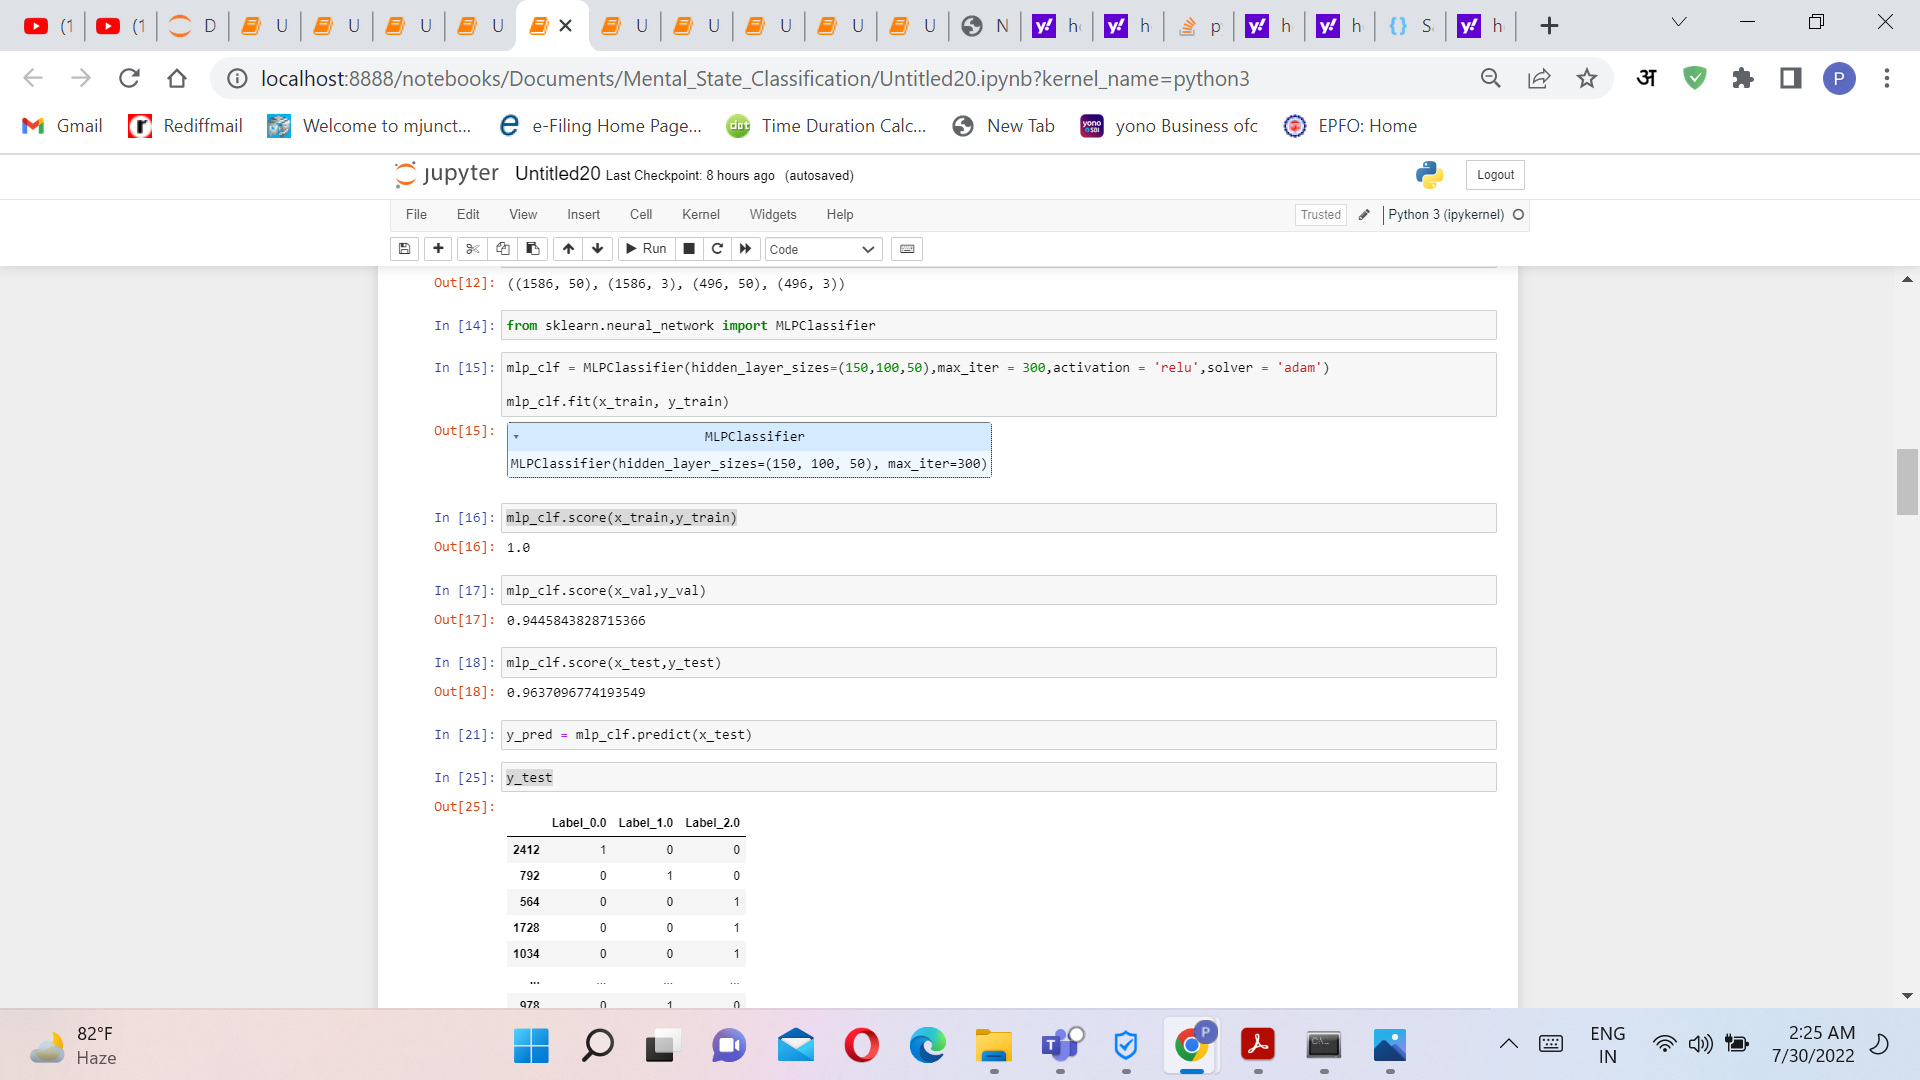 (1
(1
D
U
U
U
U
U
U
U
U
U
N
h
h
p
h
h
S
h
localhost:8888/notebooks/Documents/Mental_State_Classification/Untitled20.ipynb?kernel_name=python3
अ
P
Gmail
Rediffmail
Welcome to mjunct...
e-Filing Home Page...
Time Duration Calc...
New Tab
yono Business ofc
EPFO: Home
jupyter Untitled20 Last Checkpoint: 8 hours ago (autosaved)
Logout
File Edit View Insert Cell Kernel Widgets Help
Trusted Python 3 (ipykernel)
Run Code
Out[12]: ((1586, 50), (1586, 3), (496, 50), (496, 3))
In [14]: from sklearn.neural_network import MLPClassifier
In [15]: mlp_clf = MLPClassifier(hidden_layer_sizes=(150,100,50),max_iter = 300,activation = 'relu',solver = 'adam')
mlp_clf.fit(x_train, y_train)
Out[15]: MLPClassifier
MLPClassifier(hidden_layer_sizes=(150, 100, 50), max_iter=300)
In [16]: mlp_clf.score(x_train,y_train)
Out[16]: 1.0
In [17]: mlp_clf.score(x_val,y_val)
Out[17]: 0.9445843828715366
In [18]: mlp_clf.score(x_test,y_test)
Out[18]: 0.9637096774193549
In [21]: y_pred = mlp_clf.predict(x_test)
In [25]: y_test
Out[25]:
Label_0.0 Label_1.0 Label_2.0
2412 1 0 0
792 0 1 0
564 0 0 1
1728 0 0 1
1034 0 0 1
... ... ... ...
978 0 1 0
82°F
Haze
ENG
IN
2:25 AM
7/30/2022